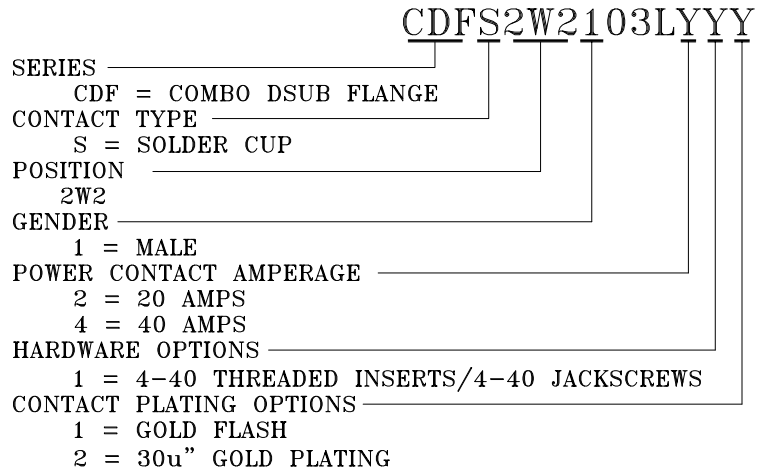 CDFS2W2103LYYY
SERIES
CDF = COMBO DSUB FLANGE
CONTACT TYPE
S = SOLDER CUP
POSITION
2W2
GENDER
1 = MALE
POWER CONTACT AMPERAGE
2 = 20 AMPS
4 = 40 AMPS
HARDWARE OPTIONS
1 = 4-40 THREADED INSERTS/4-40 JACKSCREWS
CONTACT PLATING OPTIONS
1 = GOLD FLASH
2 = 30u" GOLD PLATING